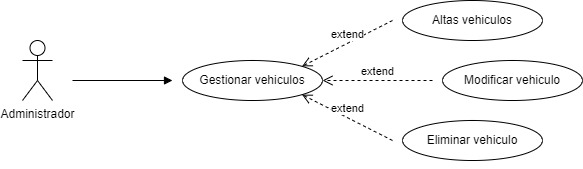 Altas vehiculos
extend
Gestionar vehiculos
extend
Modificar vehiculo
extend
Administrador
Eliminar vehiculo